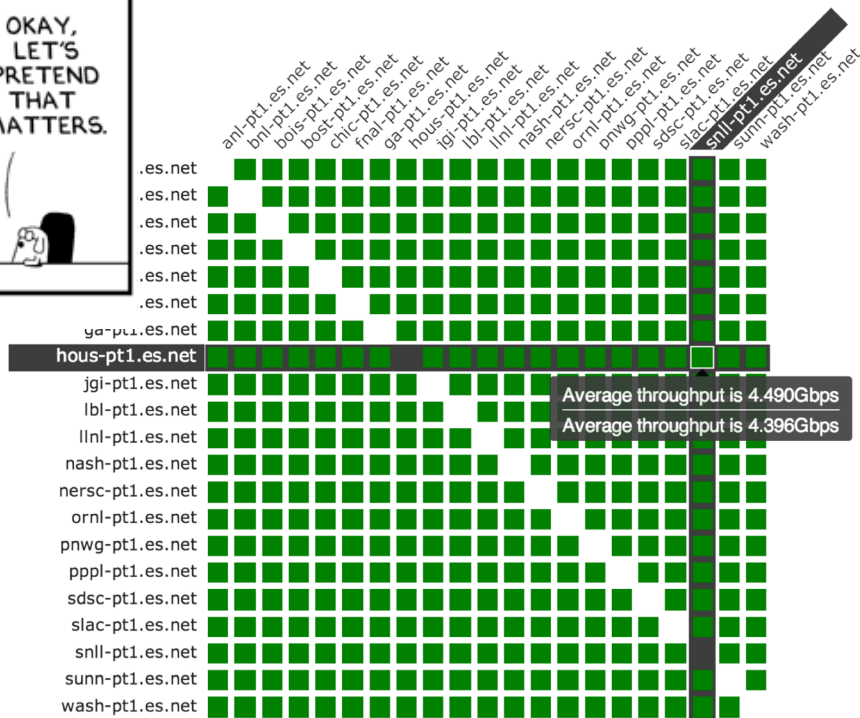 OKAY,
LET'S
PRETEND
THAT
MATTERS.
anl-pt1.es.net
bnl-pt1.es.net
bois-pt1.es.net
bost-pt1.es.net
chic-pt1.es.net
fnal-pt1.es.net
ga-pt1.es.net
hous-pt1.es.net
jgi-pt1.es.net
lbl-pt1.es.net
llnl-pt1.es.net
nash-pt1.es.net
nersc-pt1.es.net
ornl-pt1.es.net
pnwg-pt1.es.net
pppl-pt1.es.net
sdsc-pt1.es.net
slac-pt1.es.net
snll-pt1.es.net
sunn-pt1.es.net
wash-pt1.es.net
.es.net
.es.net
.es.net
.es.net
.es.net
.es.net
ga-pt1.es.net
hous-pt1.es.net
jgi-pt1.es.net
lbl-pt1.es.net
llnl-pt1.es.net
nash-pt1.es.net
nersc-pt1.es.net
ornl-pt1.es.net
pnwg-pt1.es.net
pppl-pt1.es.net
sdsc-pt1.es.net
slac-pt1.es.net
snll-pt1.es.net
sunn-pt1.es.net
wash-pt1.es.net
Average throughput is 4.490Gbps
Average throughput is 4.396Gbps